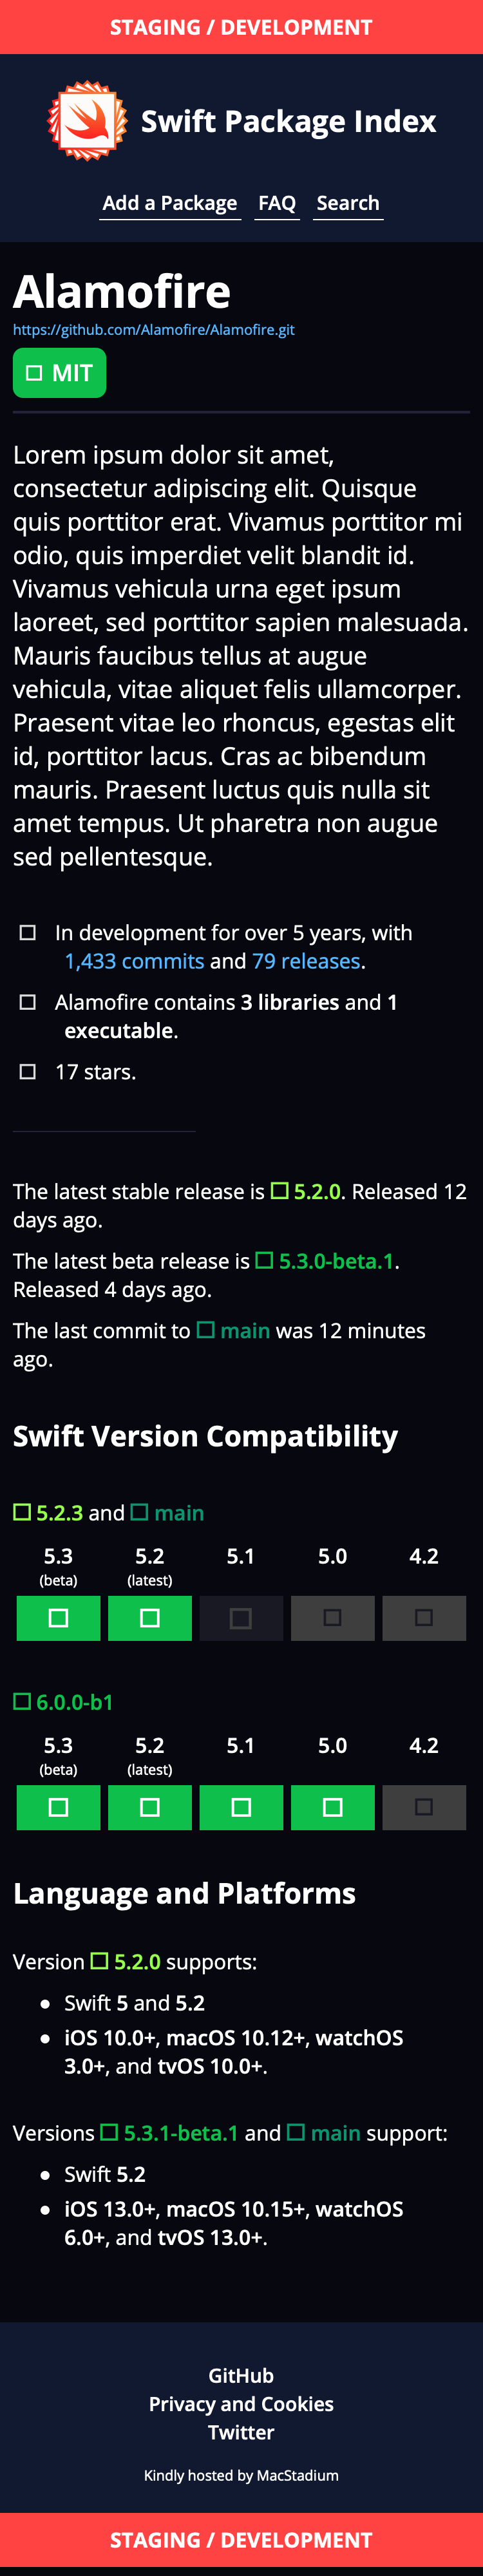 STAGING / DEVELOPMENT
Swift Package Index
Add a Package FAQ Search
Alamofire
https://github.com/Alamofire/Alamofire.git
MIT
Lorem ipsum dolor sit amet,
consectetur adipiscing elit. Quisque
quis porttitor erat. Vivamus porttitor mi
odio, quis imperdiet velit blandit id.
Vivamus vehicula urna eget ipsum
laoreet, sed porttitor sapien malesuada.
Mauris faucibus tellus at augue
vehicula, vitae aliquet felis ullamcorper.
Praesent vitae leo rhoncus, egestas elit
id, porttitor lacus. Cras ac bibendum
mauris. Praesent luctus quis nulla sit
amet tempus. Ut pharetra non augue
sed pellentesque.
In development for over 5 years, with
1,433 commits and 79 releases.
Alamofire contains 3 libraries and 1
executable.
17 stars.
The latest stable release is 5.2.0. Released 12
days ago.
The latest beta release is 5.3.0-beta.1.
Released 4 days ago.
The last commit to main was 12 minutes
ago.
Swift Version Compatibility
5.2.3 and main
5.3 5.2 5.1 5.0 4.2
(beta) (latest)
6.0.0-b1
5.3 5.2 5.1 5.0 4.2
(beta) (latest)
Language and Platforms
Version 5.2.0 supports:
• Swift 5 and 5.2
• iOS 10.0+, macOS 10.12+, watchOS
3.0+, and tvOS 10.0+.
Versions 5.3.1-beta.1 and main support:
• Swift 5.2
• iOS 13.0+, macOS 10.15+, watchOS
6.0+, and tvOS 13.0+.
GitHub
Privacy and Cookies
Twitter
Kindly hosted by MacStadium
STAGING / DEVELOPMENT